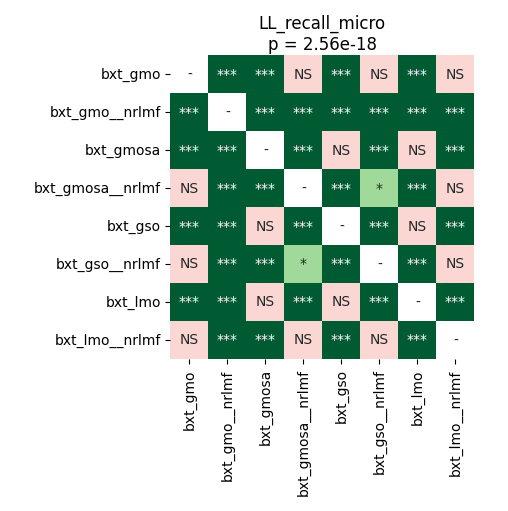 LL_recall_micro
p = 2.56e-18
bxt_gmo - *** *** NS *** NS *** NS
bxt_gmo__nrlmf *** - *** *** *** *** *** ***
bxt_gmosa *** *** - *** NS *** NS ***
bxt_gmosa__nrlmf NS *** *** - *** * *** NS
bxt_gso *** *** NS *** - *** NS ***
bxt_gso__nrlmf NS *** *** * *** - *** NS
bxt_lmo *** *** NS *** NS *** - ***
bxt_lmo__nrlmf NS *** *** NS *** NS *** -
bxt_gmo
bxt_gmo__nrlmf
bxt_gmosa
bxt_gmosa__nrlmf
bxt_gso
bxt_gso__nrlmf
bxt_lmo
bxt_lmo__nrlmf